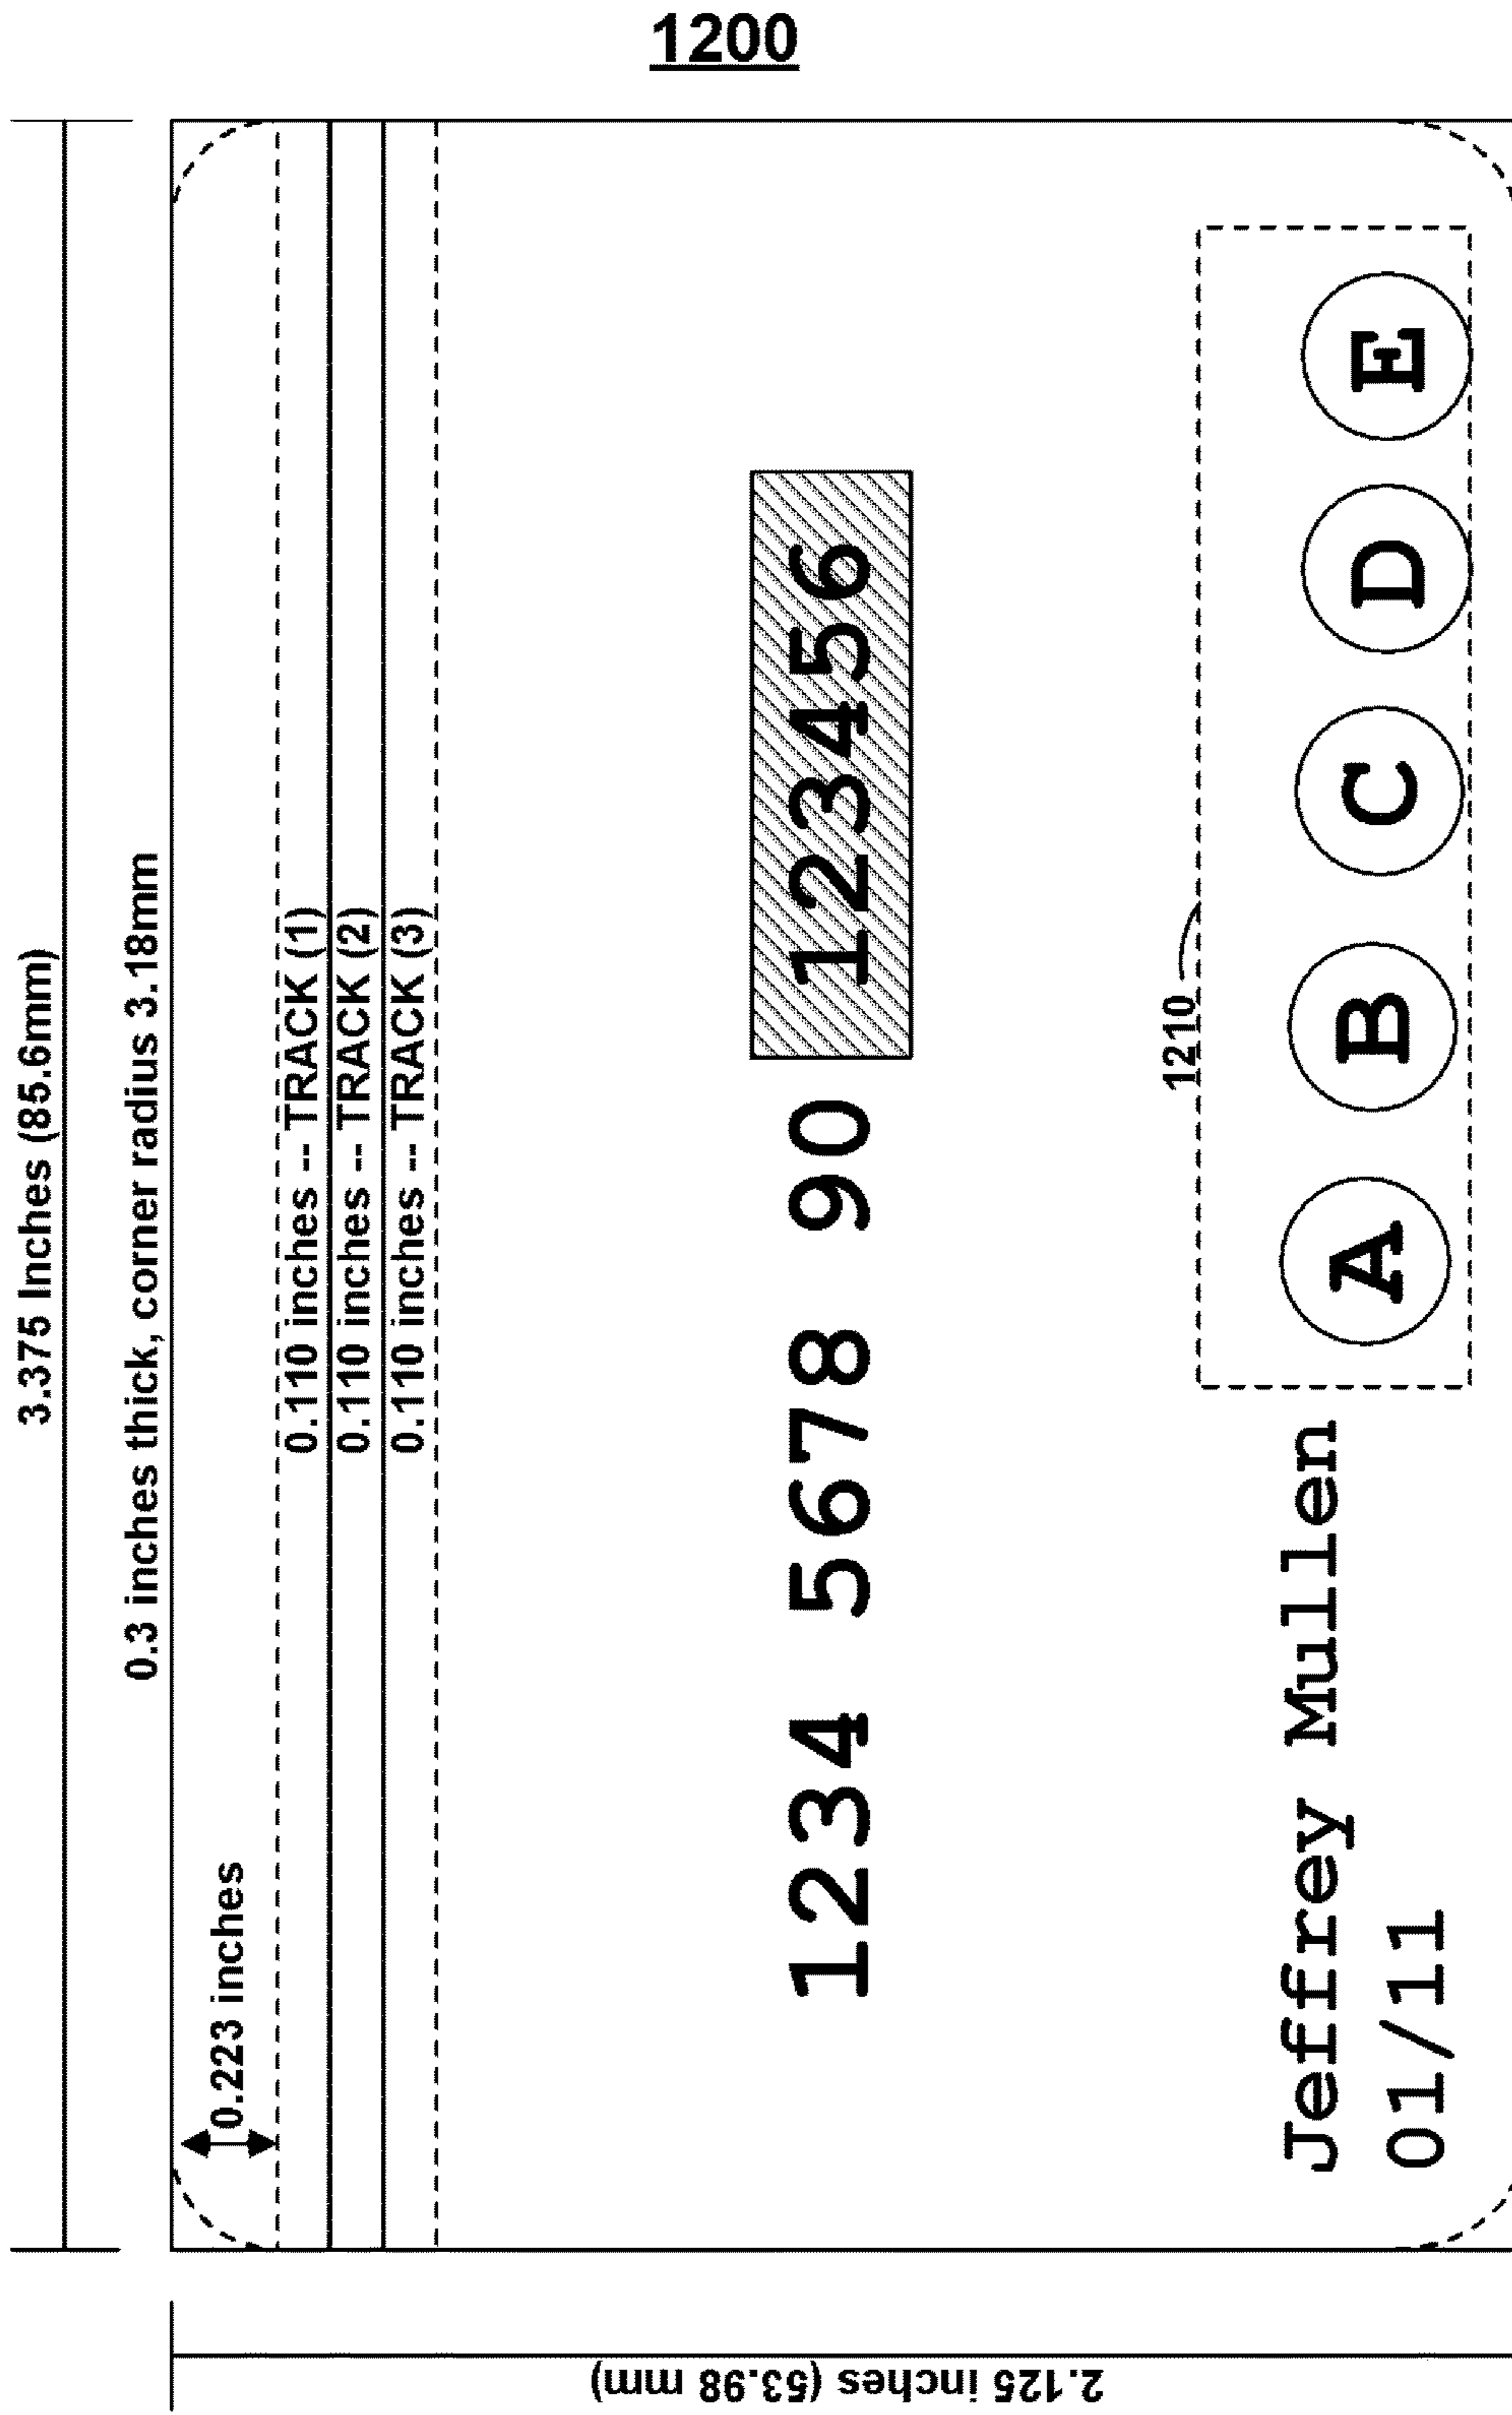 1200
3.375 Inches (85.6mm)
0.3 inches thick, corner radius 3.18mm
0.223 inches
0.110 inches -- TRACK (1)
0.110 inches -- TRACK (2)
0.110 inches -- TRACK (3)
2.125 inches (53.98 mm)
1234 5678 90 123456
1210
Jeffrey Mullen
01/11
A B C D E